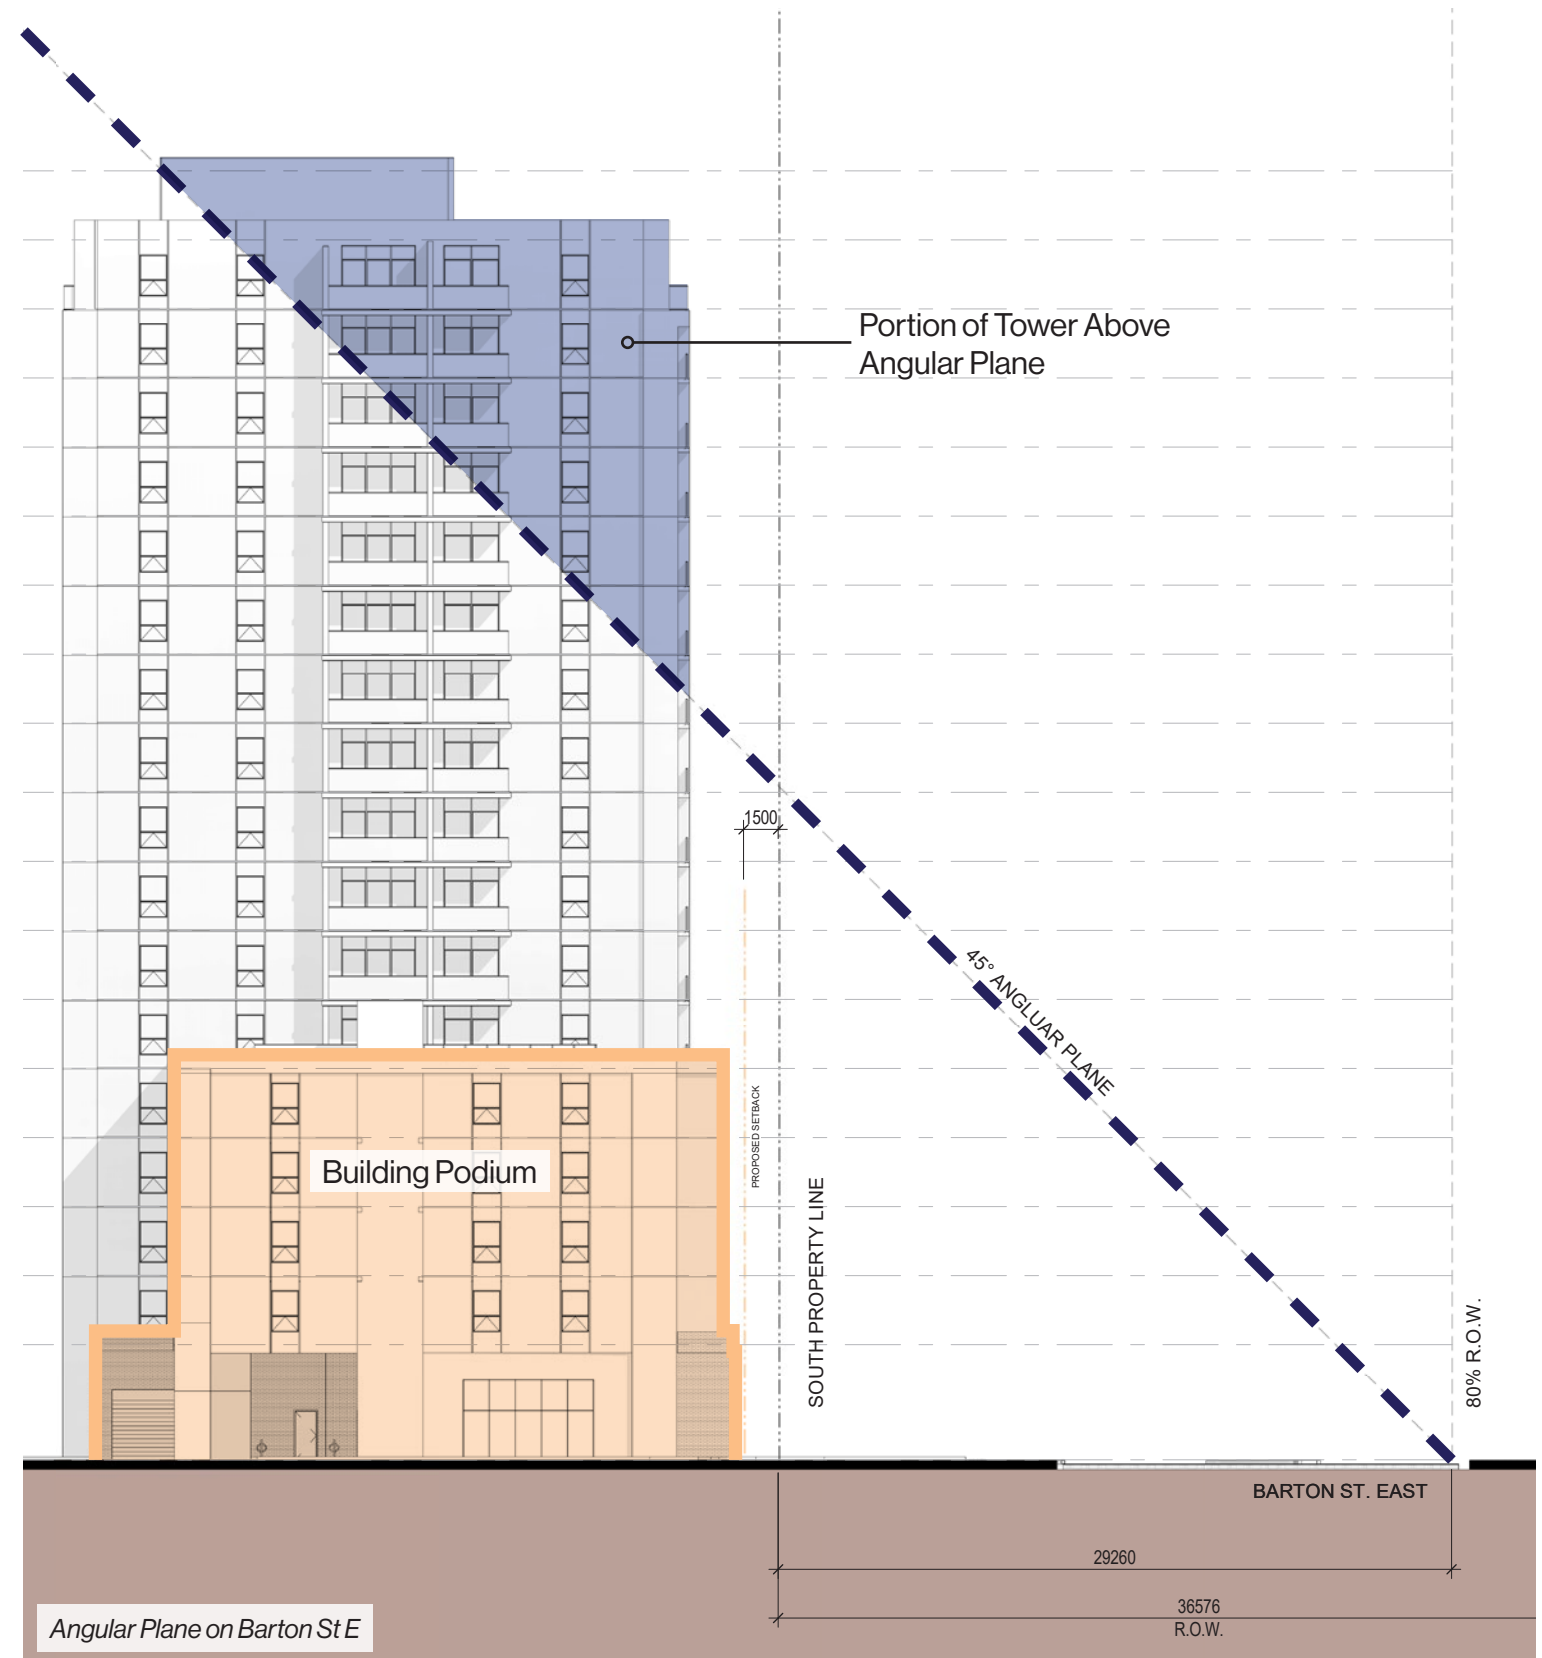 Portion of Tower Above
Angular Plane
1500
45° ANGLUAR PLANE
PROPOSED SETBACK
Building Podium
SOUTH PROPERTY LINE
80% R.O.W.
BARTON ST. EAST
29260
36576
R.O.W.
Angular Plane on Barton St E